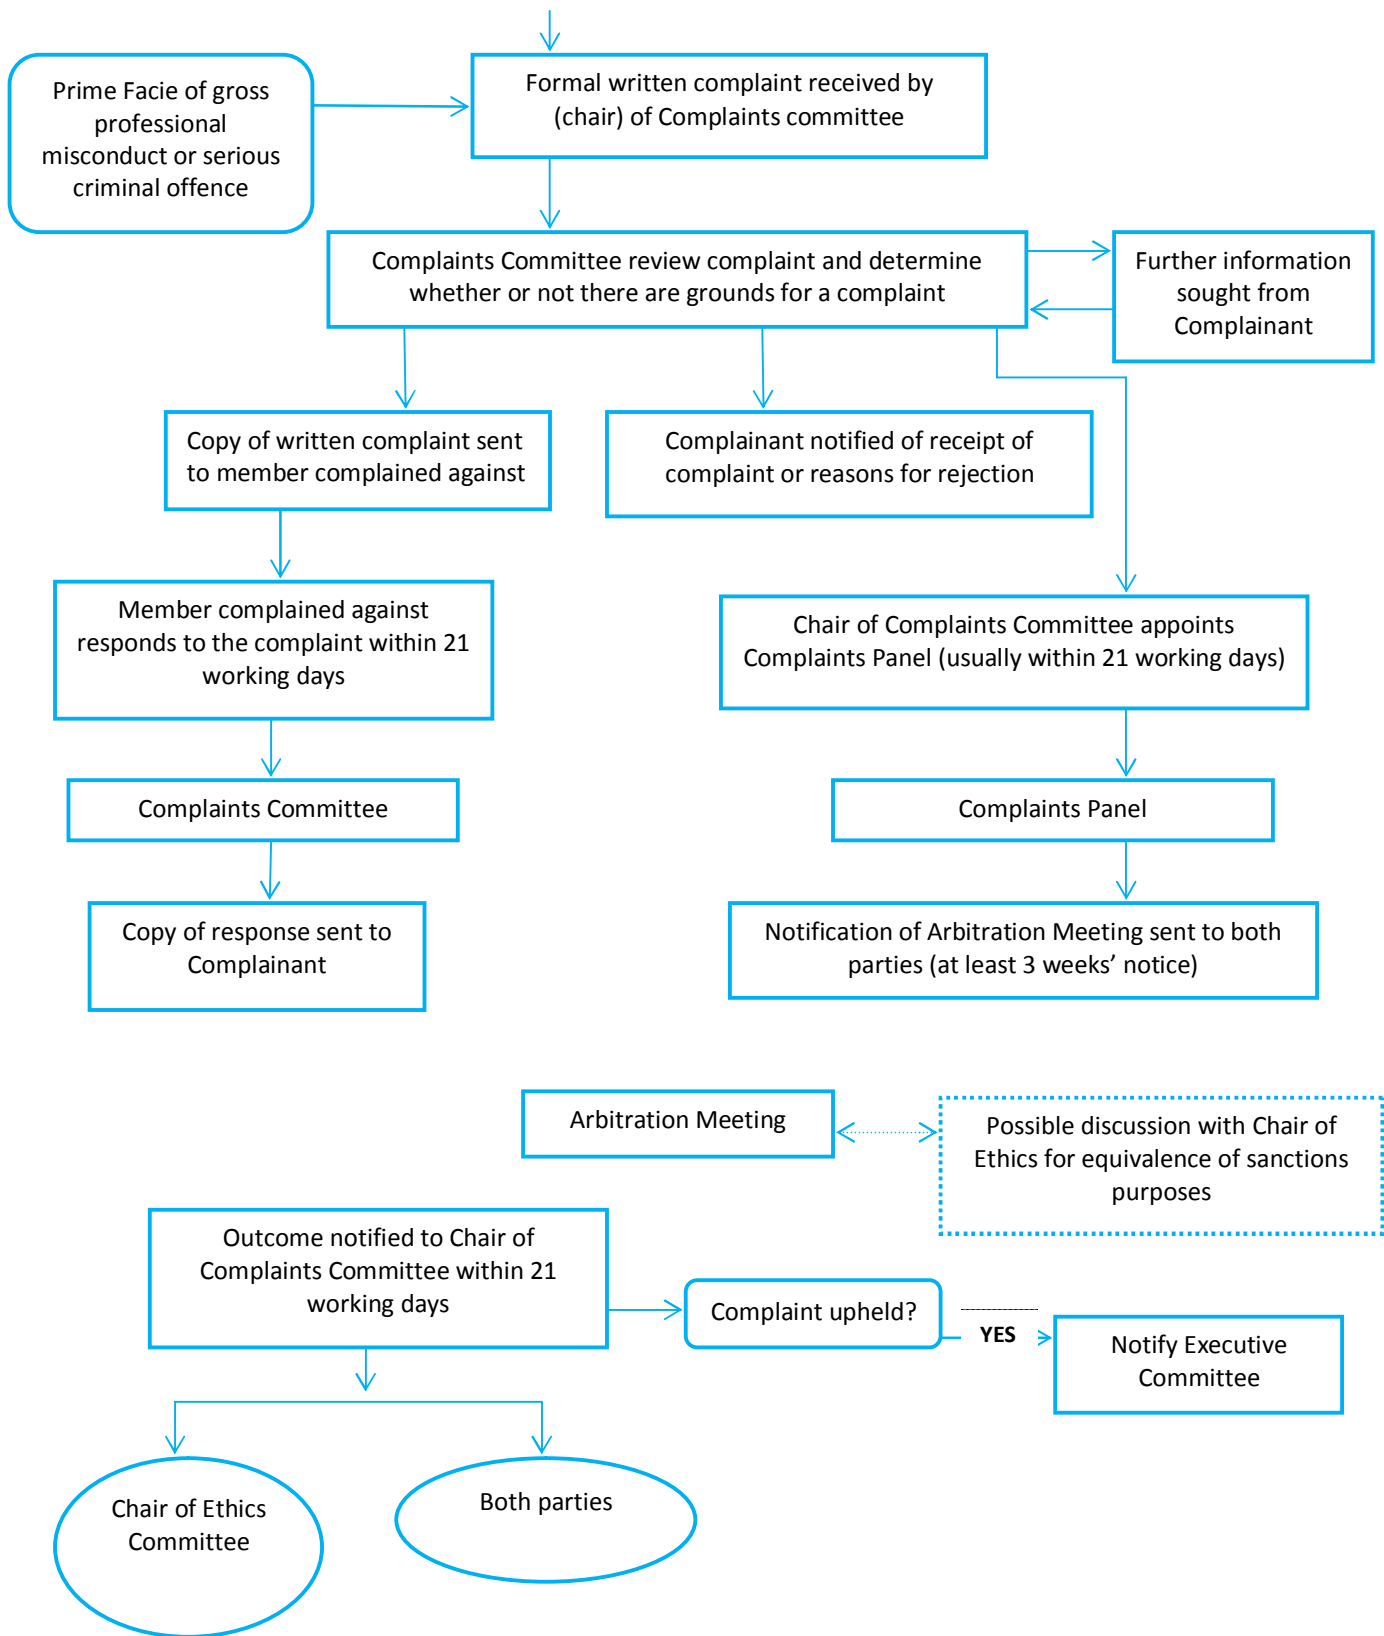 Prime Facie of gross
professional
misconduct or serious
criminal offence
Formal written complaint received by
(chair) of Complaints committee
Complaints Committee review complaint and determine
whether or not there are grounds for a complaint
Further information
sought from
Complainant
Copy of written complaint sent
to member complained against
Complainant notified of receipt of
complaint or reasons for rejection
Member complained against
responds to the complaint within 21
working days
Chair of Complaints Committee appoints
Complaints Panel (usually within 21 working days)
Complaints Committee
Complaints Panel
Copy of response sent to
Complainant
Notification of Arbitration Meeting sent to both
parties (at least 3 weeks’ notice)
Arbitration Meeting
Possible discussion with Chair of
Ethics for equivalence of sanctions
purposes
Outcome notified to Chair of
Complaints Committee within 21
working days
Complaint upheld?
YES
Notify Executive
Committee
Chair of Ethics
Committee
Both parties